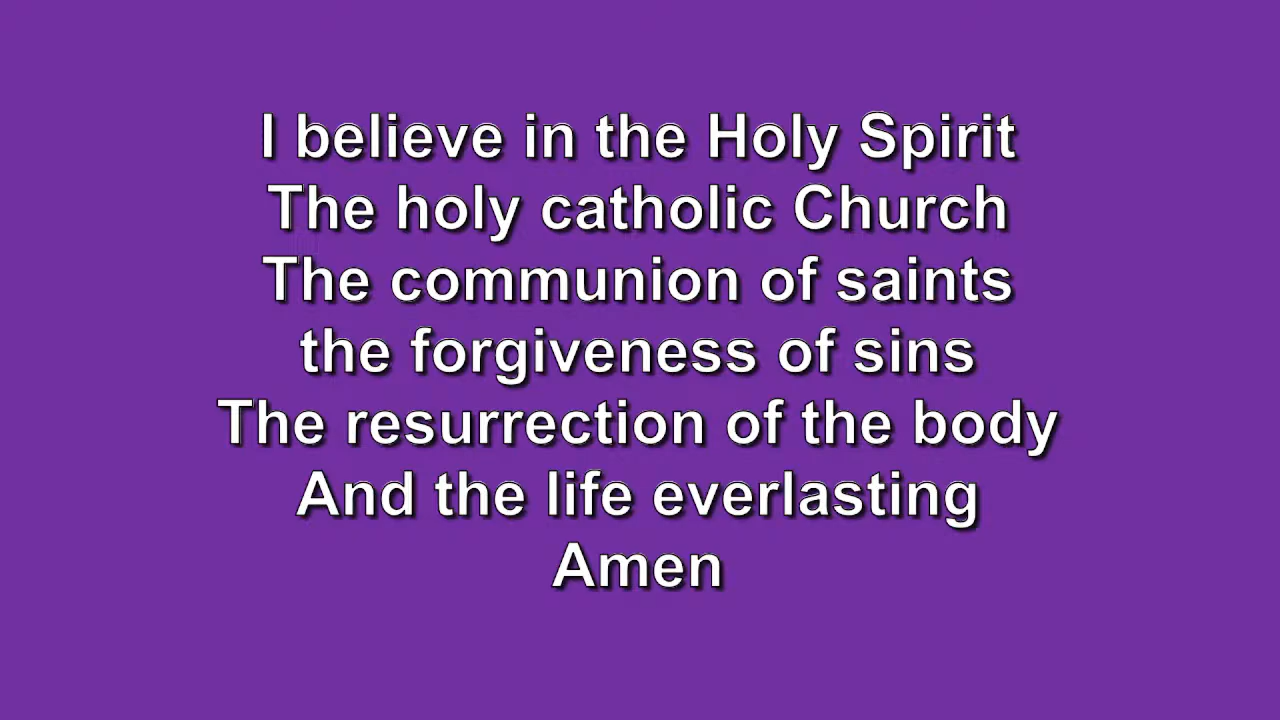 I believe in the Holy Spirit
The holy catholic Church
The communion of saints
the forgiveness of sins
The resurrection of the body
And the life everlasting
Amen